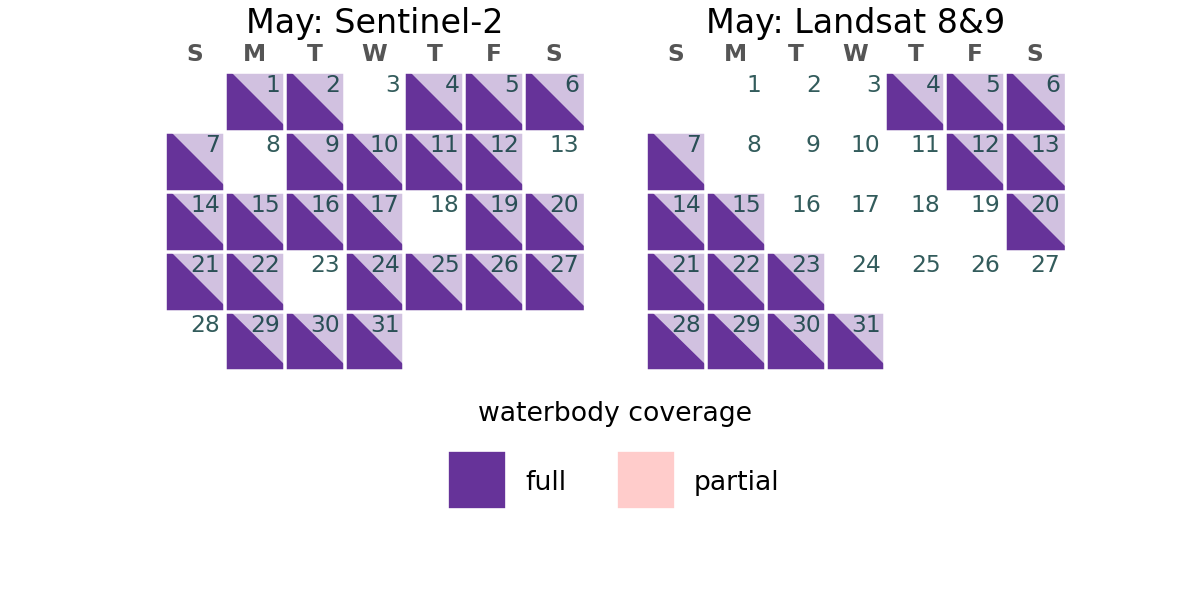 May: Sentinel-2
S M T W T F S
1 2 3 4 5 6
7 8 9 10 11 12 13
14 15 16 17 18 19 20
21 22 23 24 25 26 27
28 29 30 31
May: Landsat 8&9
S M T W T F S
1 2 3 4 5 6
7 8 9 10 11 12 13
14 15 16 17 18 19 20
21 22 23 24 25 26 27
28 29 30 31
waterbody coverage
full partial